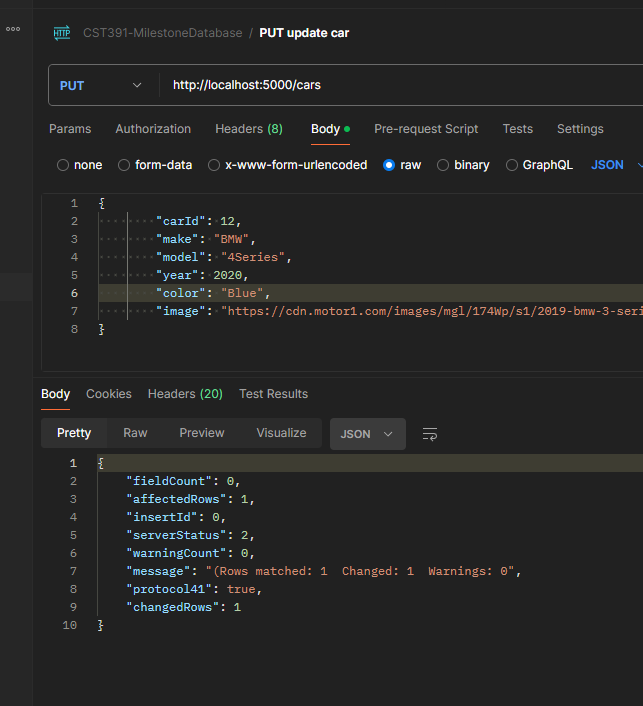 CST391-MilestoneDatabase / PUT update car
PUT http://localhost:5000/cars
Params Authorization Headers (8) Body Pre-request Script Tests Settings
none form-data x-www-form-urlencoded raw binary GraphQL JSON
1 {
2 "carId": 12,
3 "make": "BMW",
4 "model": "4Series",
5 "year": 2020,
6 "color": "Blue",
7 "image": "https://cdn.motor1.com/images/mgl/174Wp/s1/2019-bmw-3-seri
8 }
Body Cookies Headers (20) Test Results
Pretty Raw Preview Visualize JSON
1 {
2 "fieldCount": 0,
3 "affectedRows": 1,
4 "insertId": 0,
5 "serverStatus": 2,
6 "warningCount": 0,
7 "message": "(Rows matched: 1  Changed: 1  Warnings: 0",
8 "protocol41": true,
9 "changedRows": 1
10 }